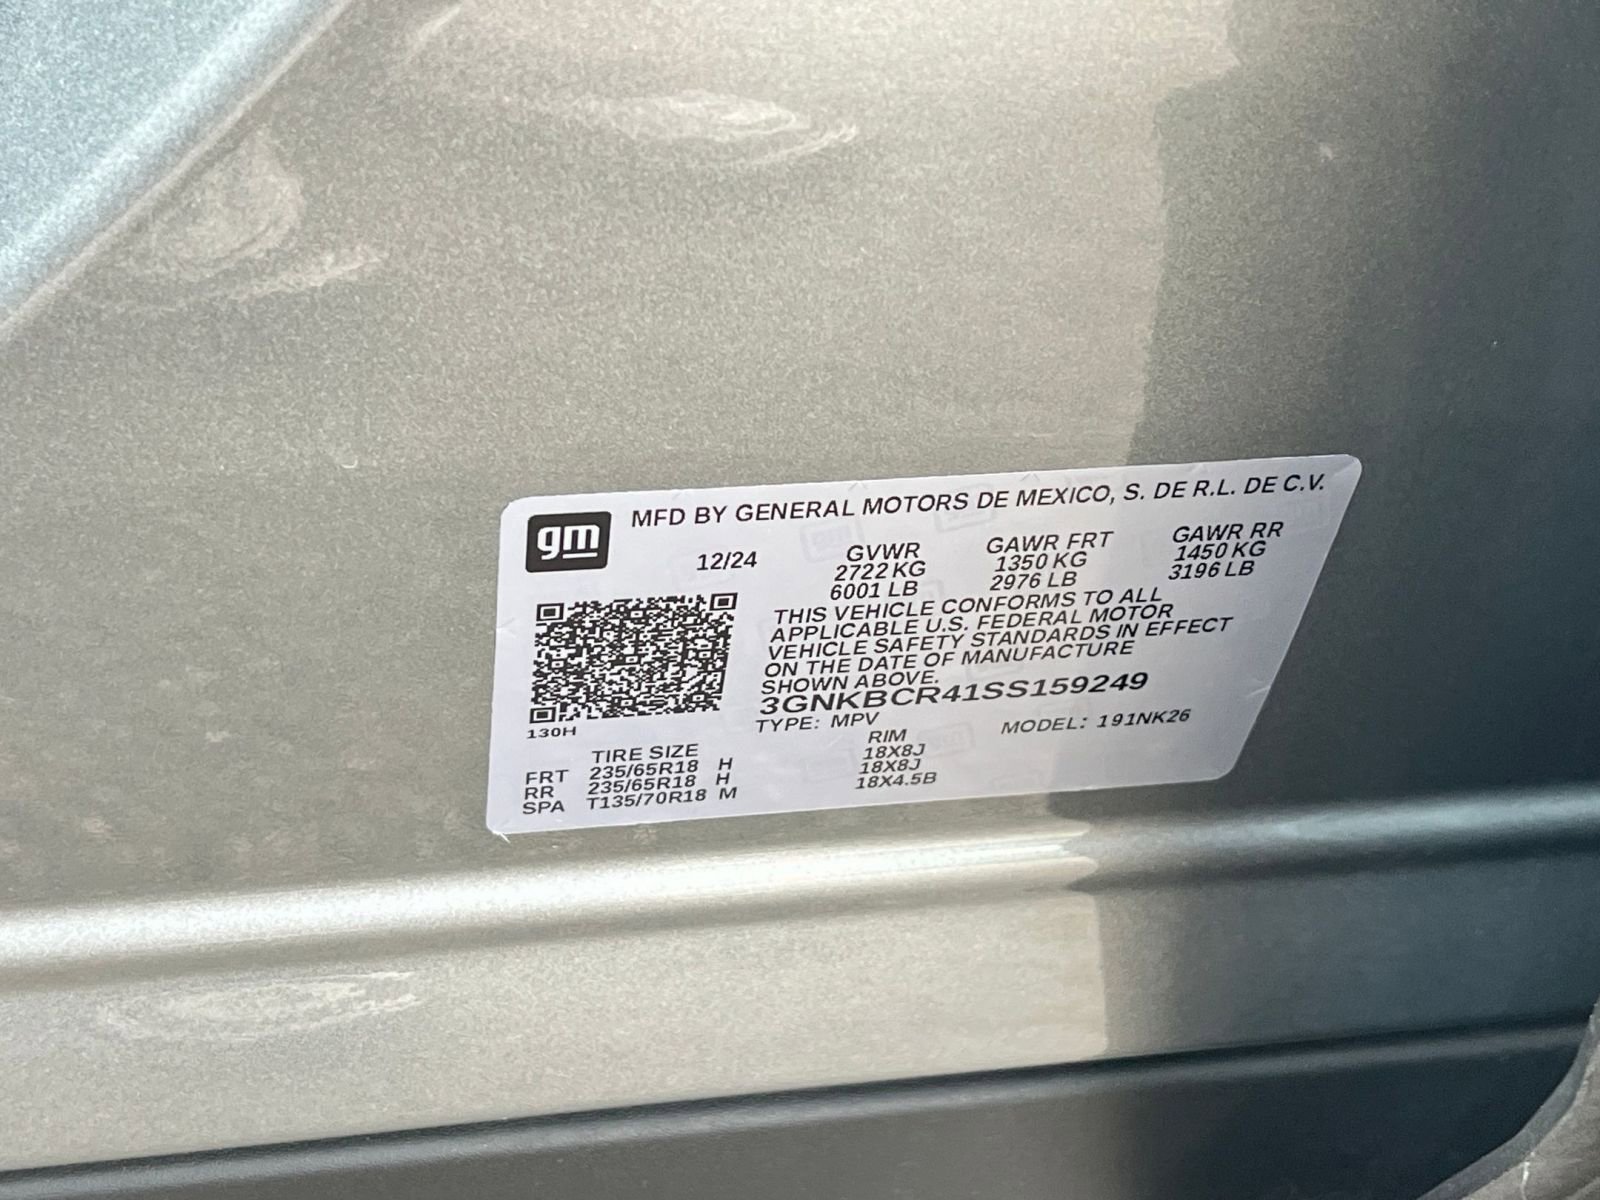 gm
MFD BY GENERAL MOTORS DE MEXICO, S. DE R.L. DE C.V.
12/24 GVWR GAWR FRT GAWR RR
2722 KG 1350 KG 1450 KG
6001 LB 2976 LB 3196 LB
THIS VEHICLE CONFORMS TO ALL
APPLICABLE U.S. FEDERAL MOTOR
VEHICLE SAFETY STANDARDS IN EFFECT
ON THE DATE OF MANUFACTURE
SHOWN ABOVE.
3GNKBCR41SS159249
130H
TYPE: MPV MODEL: 191NK26
TIRE SIZE RIM
FRT 235/65R18 H 18X8J
RR 235/65R18 H 18X8J
SPA T135/70R18 M 18X4.5B